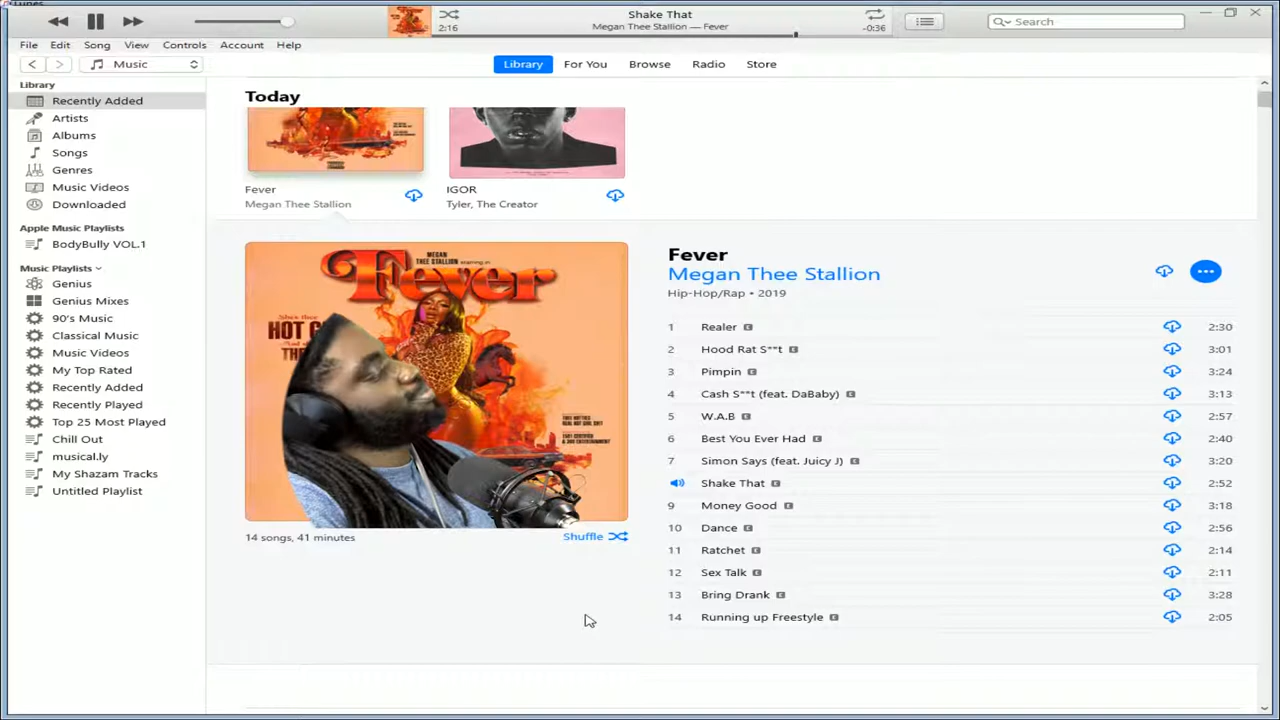 iTunes
Shake That
2:16
Megan Thee Stallion — Fever
-0:36
Search
File Edit Song View Controls Account Help
Music
Library For You Browse Radio Store
Library
Recently Added
Artists
Albums
Songs
Genres
Music Videos
Downloaded
Apple Music Playlists
BodyBully VOL.1
Music Playlists
Genius
Genius Mixes
90's Music
Classical Music
Music Videos
My Top Rated
Recently Added
Recently Played
Top 25 Most Played
Chill Out
musical.ly
My Shazam Tracks
Untitled Playlist
Today
Fever
Megan Thee Stallion
IGOR
Tyler, The Creator
MEGAN
THEE STALLION starring in
Fever
She's thee
HOT G
TH
14 songs, 41 minutes
Shuffle
Fever
Megan Thee Stallion
Hip-Hop/Rap • 2019
1 Realer E 2:30
2 Hood Rat S**t E 3:01
3 Pimpin E 3:24
4 Cash S**t (feat. DaBaby) E 3:13
5 W.A.B E 2:57
6 Best You Ever Had E 2:40
7 Simon Says (feat. Juicy J) E 3:20
Shake That E 2:52
9 Money Good E 3:18
10 Dance E 2:56
11 Ratchet E 2:14
12 Sex Talk E 2:11
13 Bring Drank E 3:28
14 Running up Freestyle E 2:05